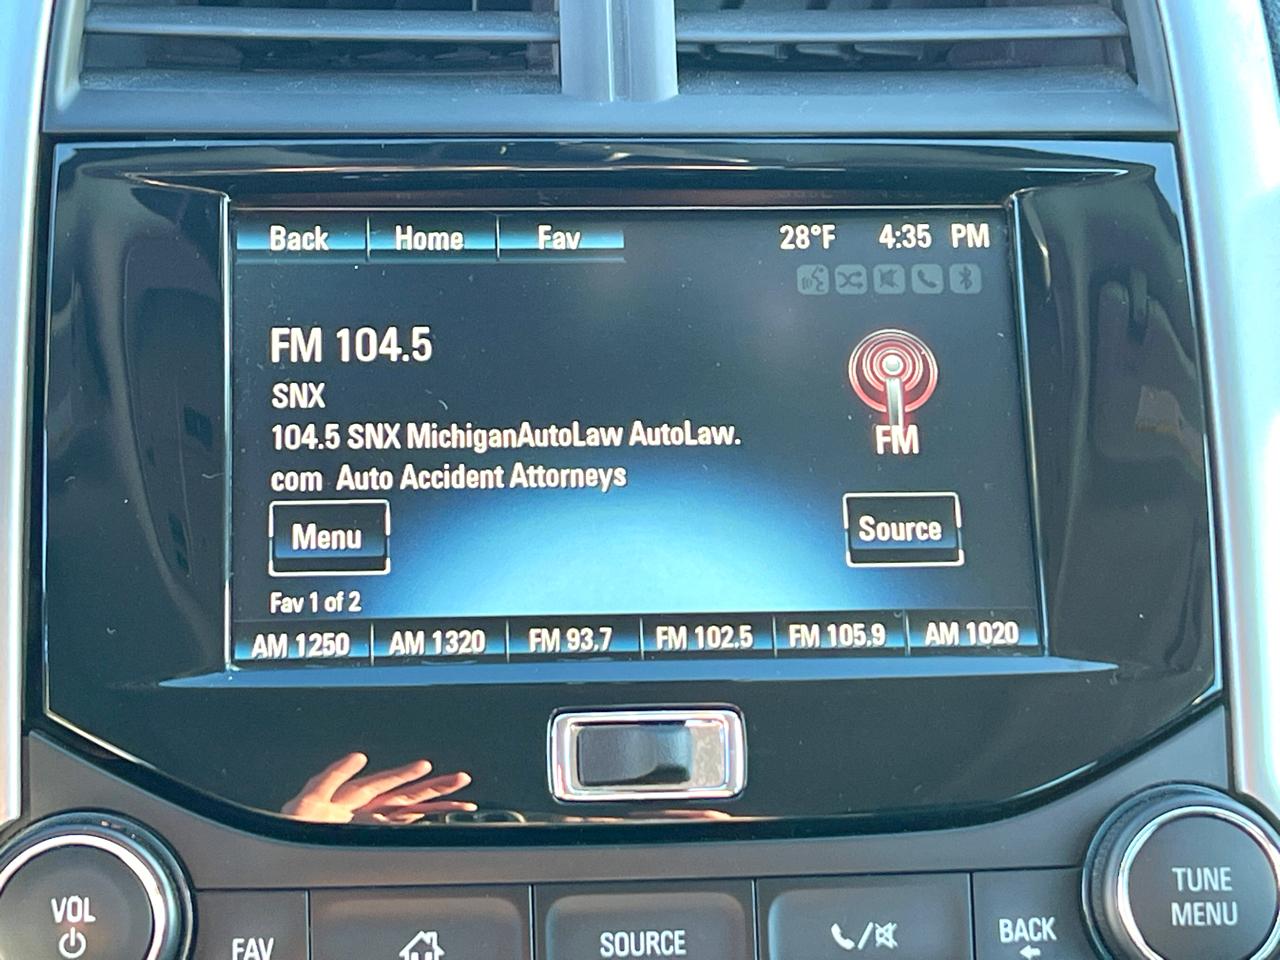 Back Home Fav 28°F 4:35 PM
FM 104.5
SNX
104.5 SNX MichiganAutoLaw AutoLaw.
com Auto Accident Attorneys
FM
Menu
Source
Fav 1 of 2
AM 1250 AM 1320 FM 93.7 FM 102.5 FM 105.9 AM 1020
VOL
FAV
SOURCE
BACK
TUNE
MENU